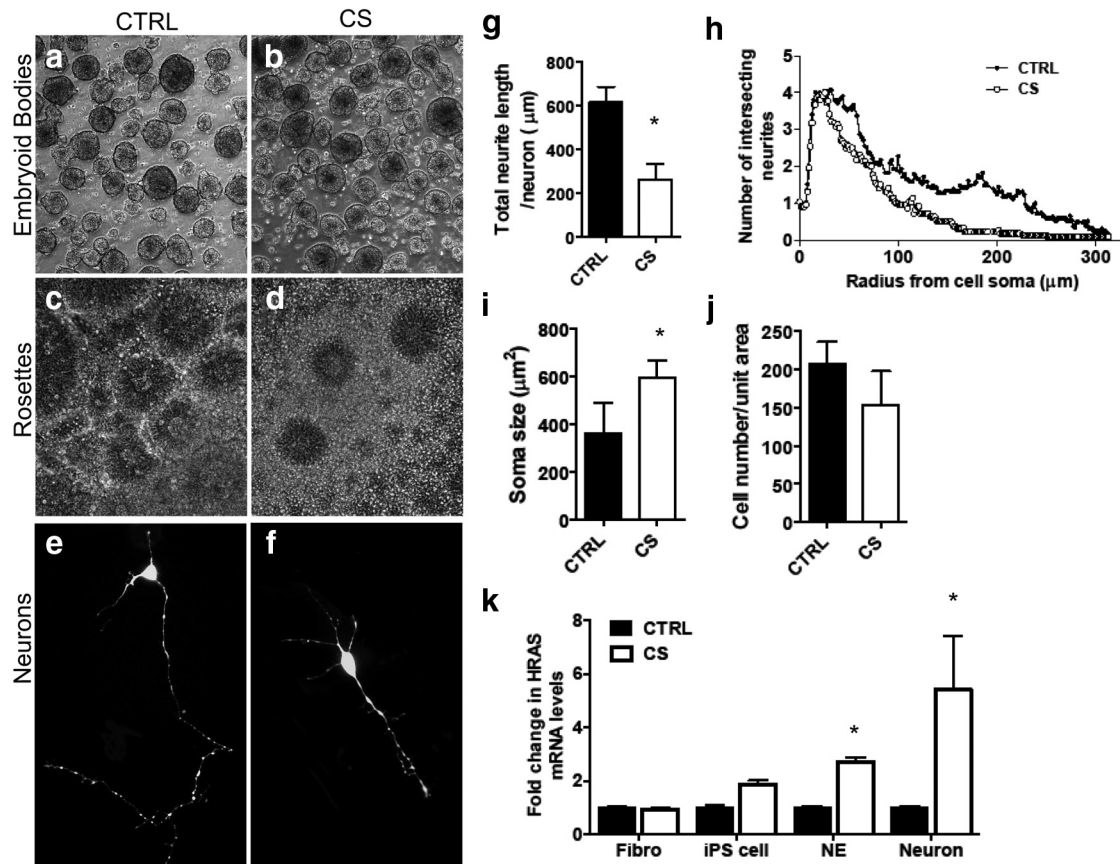 CTRL
CS
Embryoid Bodies
Rosettes
Neurons
a
b
c
d
e
f
g
Total neurite length
/neuron ( µm)
800
600
400
200
0
*
CTRL
CS
h
Number of intersecting
neurites
5
4
3
2
1
0
0
100
200
300
Radius from cell soma (µm)
CTRL
CS
i
Soma size (µm²)
800
600
400
200
0
*
CTRL
CS
j
Cell number/unit area
250
200
150
100
50
0
CTRL
CS
k
Fold change in HRAS
mRNA levels
8
6
4
2
0
CTRL
CS
*
*
Fibro
iPS cell
NE
Neuron